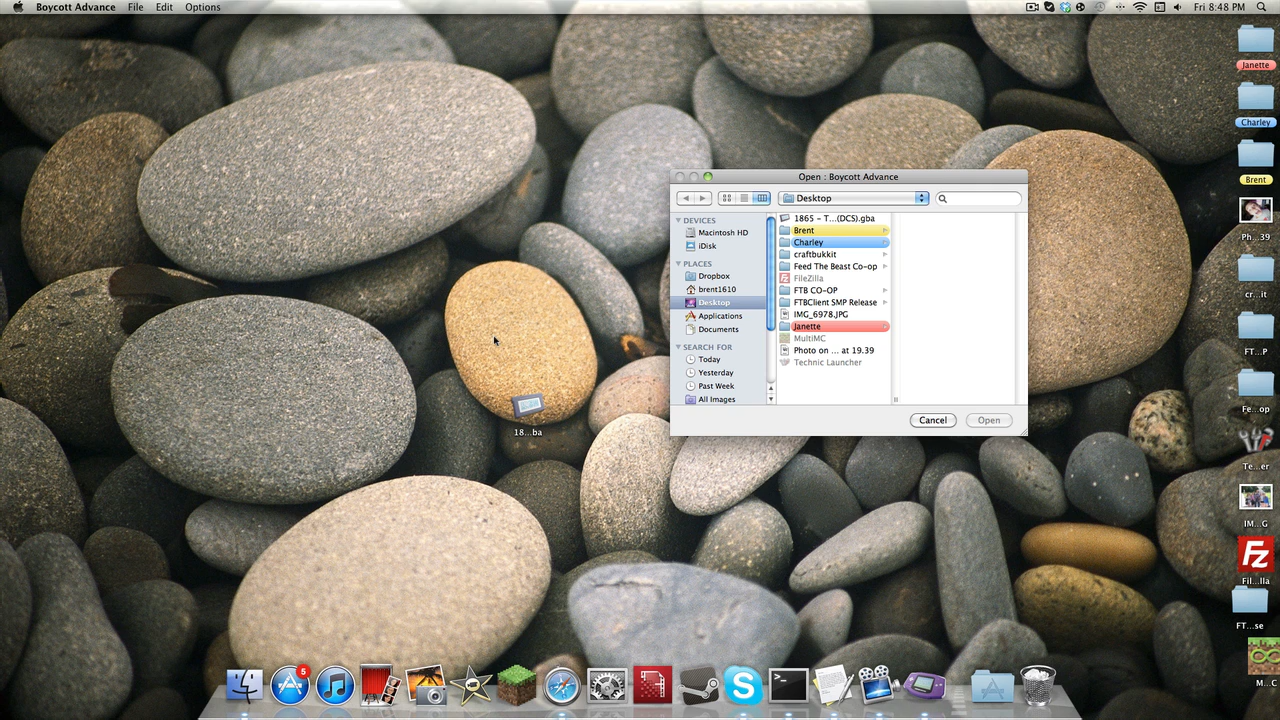 Boycott Advance File Edit Options Fri 8:48 PM
Janette
Charley
Brent
Ph...39
cr...it
FT...P
Fe...op
Te...er
IM...G
Fil...lla
FT...se
M...C
18...ba
Open : Boycott Advance
Desktop
DEVICES
Macintosh HD
iDisk
PLACES
Dropbox
brent1610
Desktop
Applications
Documents
SEARCH FOR
Today
Yesterday
Past Week
All Images
1865 – T...(DCS).gba
Brent
Charley
craftbukkit
Feed The Beast Co-op
FileZilla
FTB CO-OP
FTBClient SMP Release
IMG_6978.JPG
Janette
MultiMC
Photo on ... at 19.39
Technic Launcher
Cancel Open
5
Fz